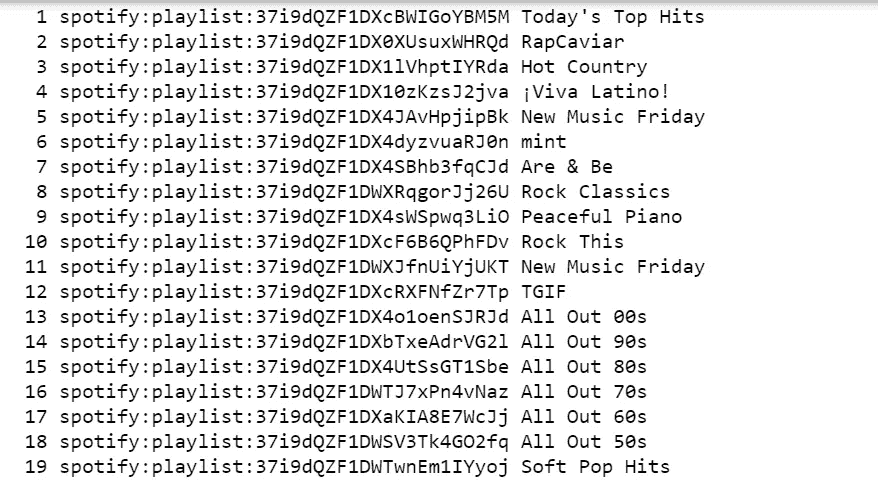 1 spotify:playlist:37i9dQZF1DXcBWIGoYBM5M Today's Top Hits
2 spotify:playlist:37i9dQZF1DX0XUsuxWHRQd RapCaviar
3 spotify:playlist:37i9dQZF1DX1lVhptIYRda Hot Country
4 spotify:playlist:37i9dQZF1DX10zKzsJ2jva ¡Viva Latino!
5 spotify:playlist:37i9dQZF1DX4JAvHpjipBk New Music Friday
6 spotify:playlist:37i9dQZF1DX4dyzvuaRJ0n mint
7 spotify:playlist:37i9dQZF1DX4SBhb3fqCJd Are & Be
8 spotify:playlist:37i9dQZF1DWXRqgorJj26U Rock Classics
9 spotify:playlist:37i9dQZF1DX4sWSpwq3LiO Peaceful Piano
10 spotify:playlist:37i9dQZF1DXcF6B6QPhFDv Rock This
11 spotify:playlist:37i9dQZF1DWXJfnUiYjUKT New Music Friday
12 spotify:playlist:37i9dQZF1DXcRXFNfZr7Tp TGIF
13 spotify:playlist:37i9dQZF1DX4o1oenSJRJd All Out 00s
14 spotify:playlist:37i9dQZF1DXbTxeAdrVG2l All Out 90s
15 spotify:playlist:37i9dQZF1DX4UtSsGT1Sbe All Out 80s
16 spotify:playlist:37i9dQZF1DWTJ7xPn4vNaz All Out 70s
17 spotify:playlist:37i9dQZF1DXaKIA8E7WcJj All Out 60s
18 spotify:playlist:37i9dQZF1DWSV3Tk4GO2fq All Out 50s
19 spotify:playlist:37i9dQZF1DWTwnEm1IYyoj Soft Pop Hits